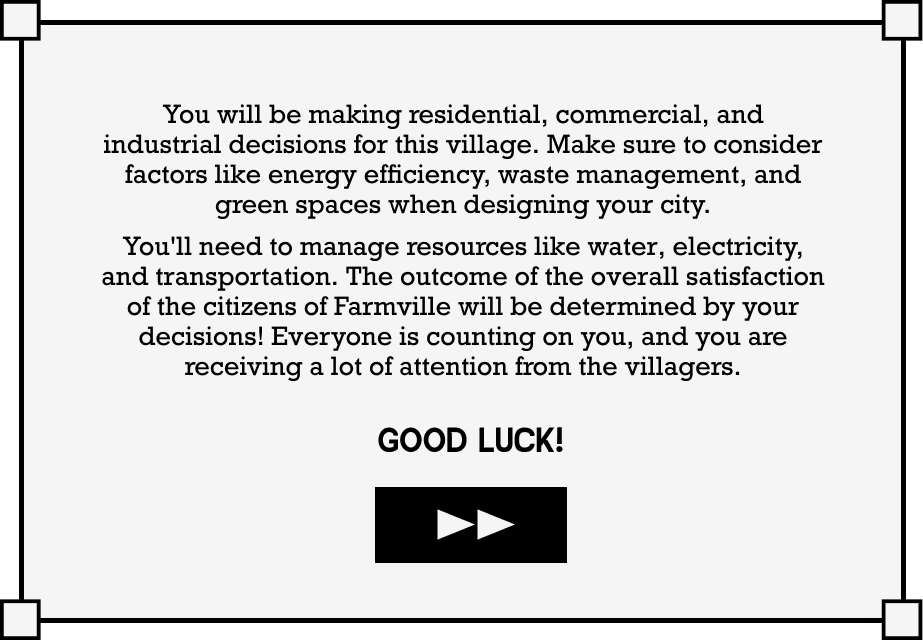 You will be making residential, commercial, and
industrial decisions for this village. Make sure to consider
factors like energy efficiency, waste management, and
green spaces when designing your city.
You'll need to manage resources like water, electricity,
and transportation. The outcome of the overall satisfaction
of the citizens of Farmville will be determined by your
decisions! Everyone is counting on you, and you are
receiving a lot of attention from the villagers.
GOOD LUCK!